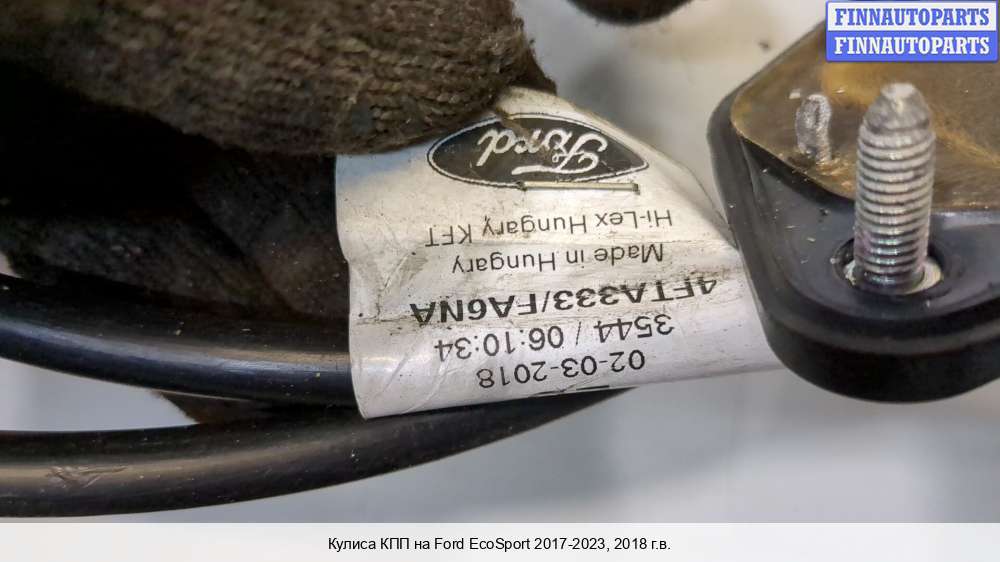 FINNAUTOPARTS
FINNAUTOPARTS
Ford
Hi-Lex Hungary KFT
Made in Hungary
4FTA333/FA6NA
3544 / 06:10:34
02-03-2018
Кулиса КПП на Ford EcoSport 2017-2023, 2018 г.в.